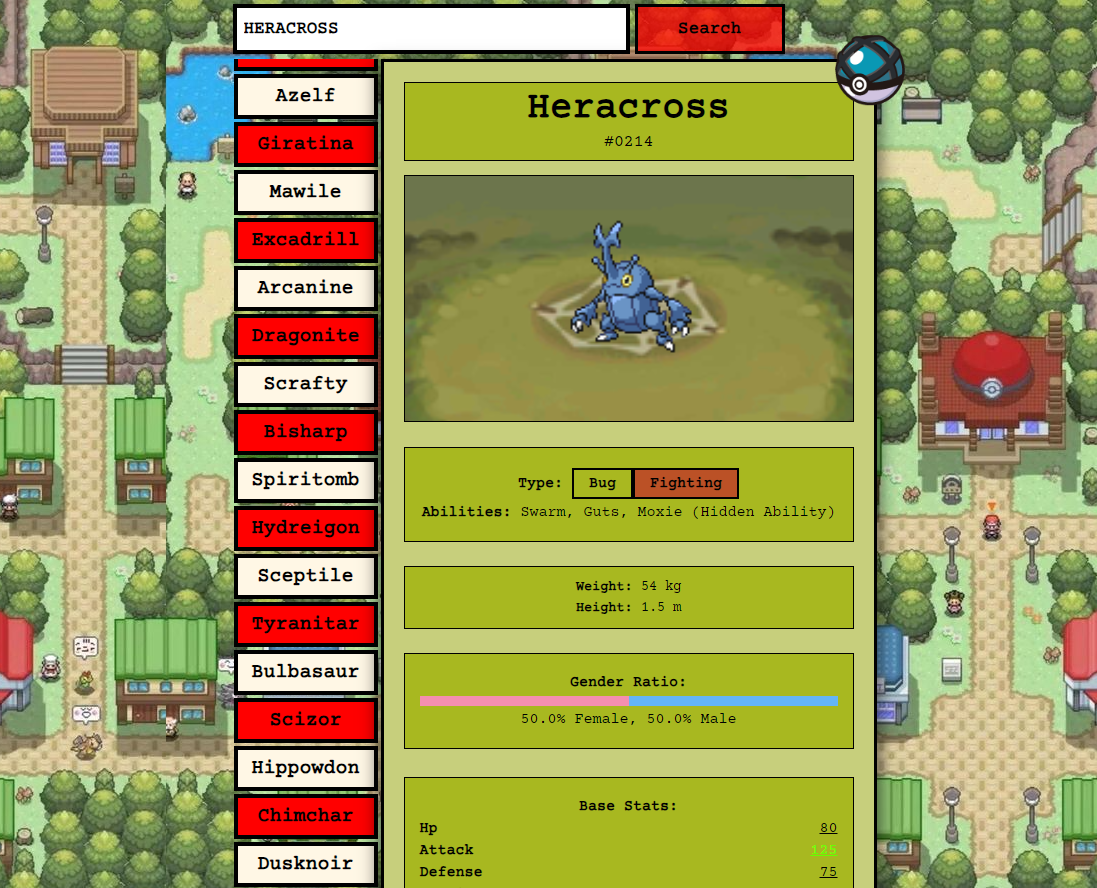 HERACROSS
Search
Azelf
Giratina
Mawile
Excadrill
Arcanine
Dragonite
Scrafty
Bisharp
Spiritomb
Hydreigon
Sceptile
Tyranitar
Bulbasaur
Scizor
Hippowdon
Chimchar
Dusknoir
Heracross
#0214
Type: Bug Fighting
Abilities: Swarm, Guts, Moxie (Hidden Ability)
Weight: 54 kg
Height: 1.5 m
Gender Ratio:
50.0% Female, 50.0% Male
Base Stats:
Hp 80
Attack 125
Defense 75